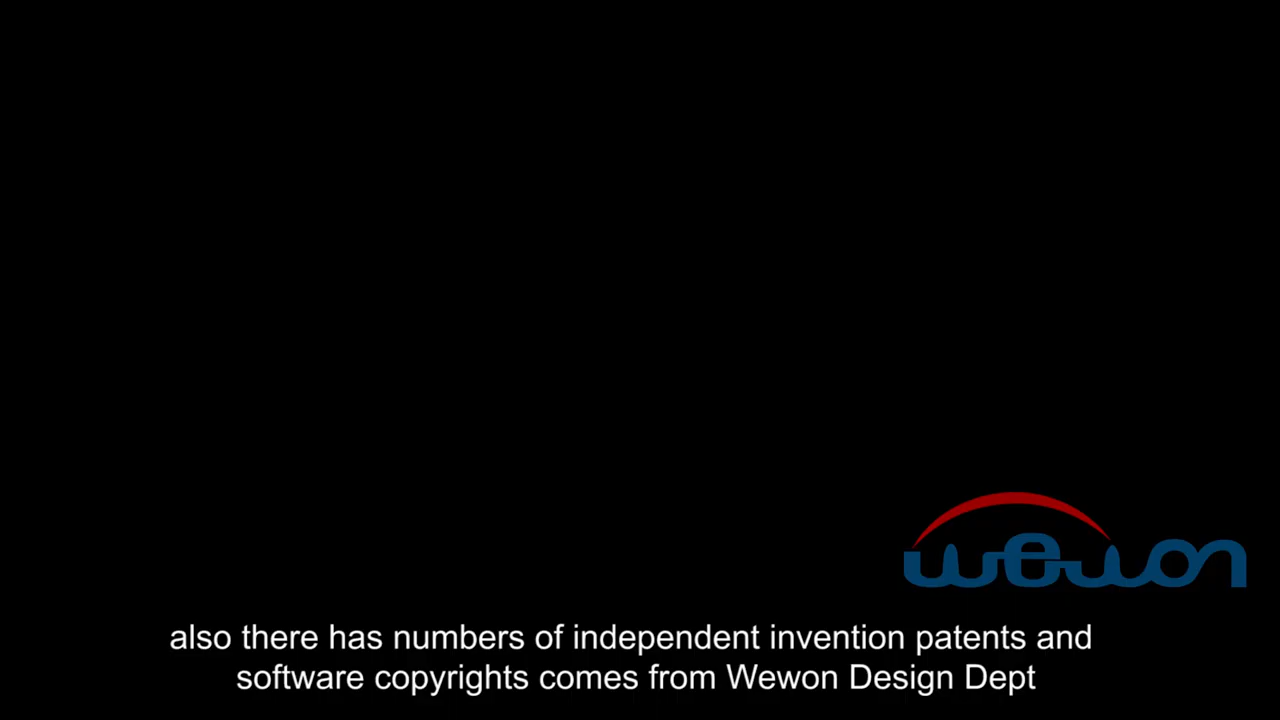 wewon
also there has numbers of independent invention patents and
software copyrights comes from Wewon Design Dept